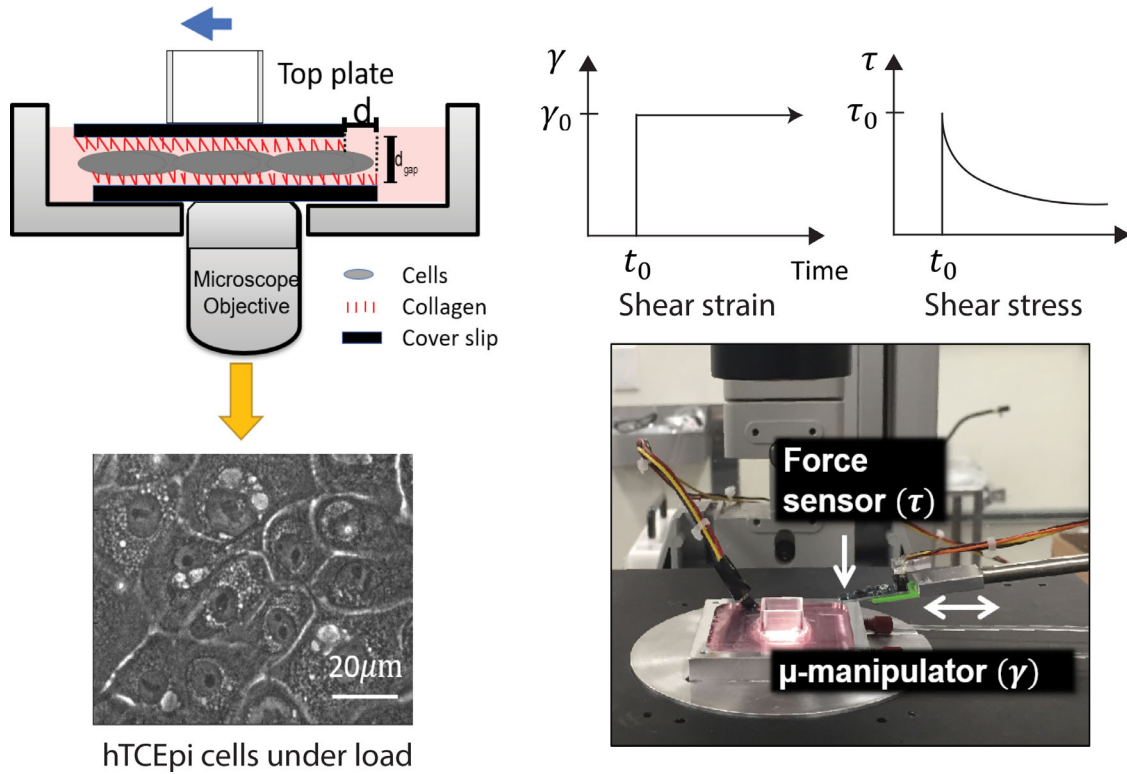 Top plate
d
d_gap
Microscope
Objective
Cells
Collagen
Cover slip
γ
γ₀
t₀
Time
Shear strain
τ
τ₀
t₀
Shear stress
20μm
hTCEpi cells under load
Force
sensor (τ)
μ-manipulator (γ)